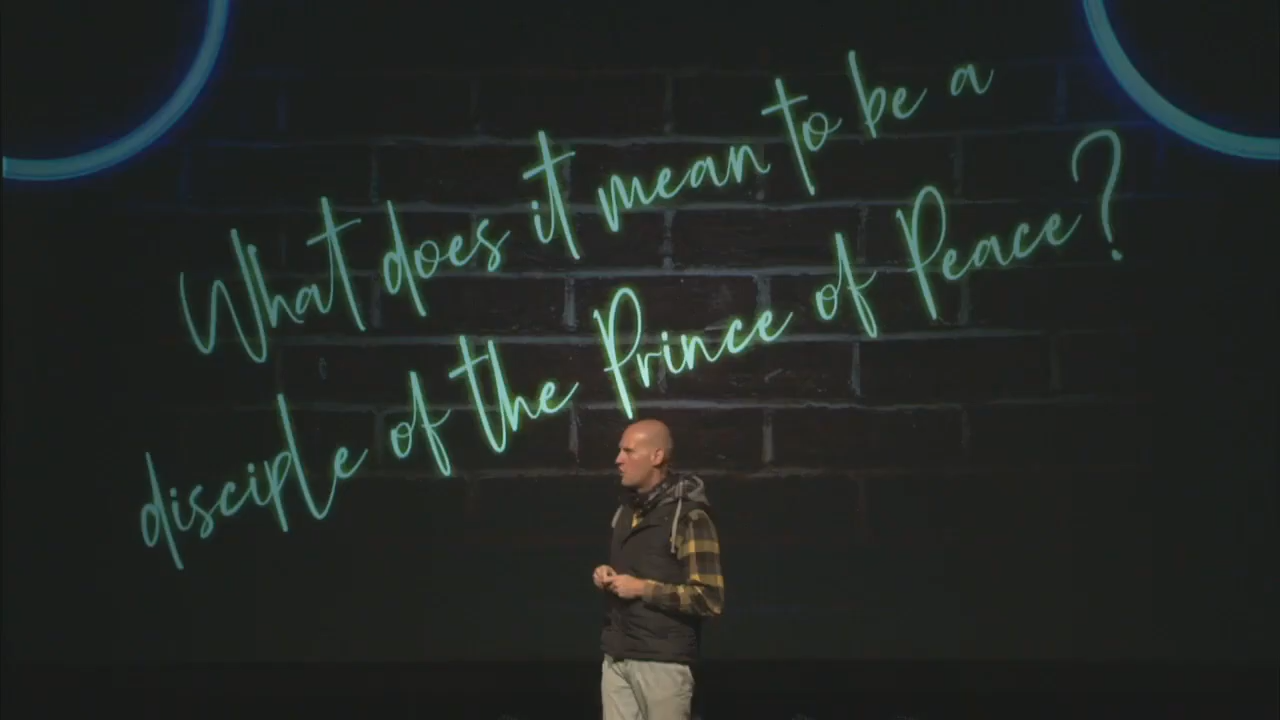 What does it mean to be a
disciple of the Prince of Peace?